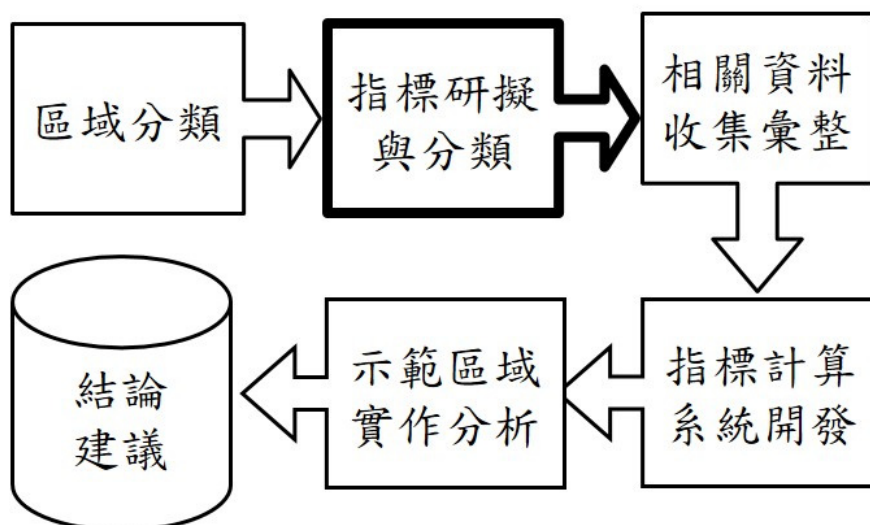 區域分類
指標研擬
與分類
相關資料
收集彙整
指標計算
系統開發
示範區域
實作分析
結論
建議